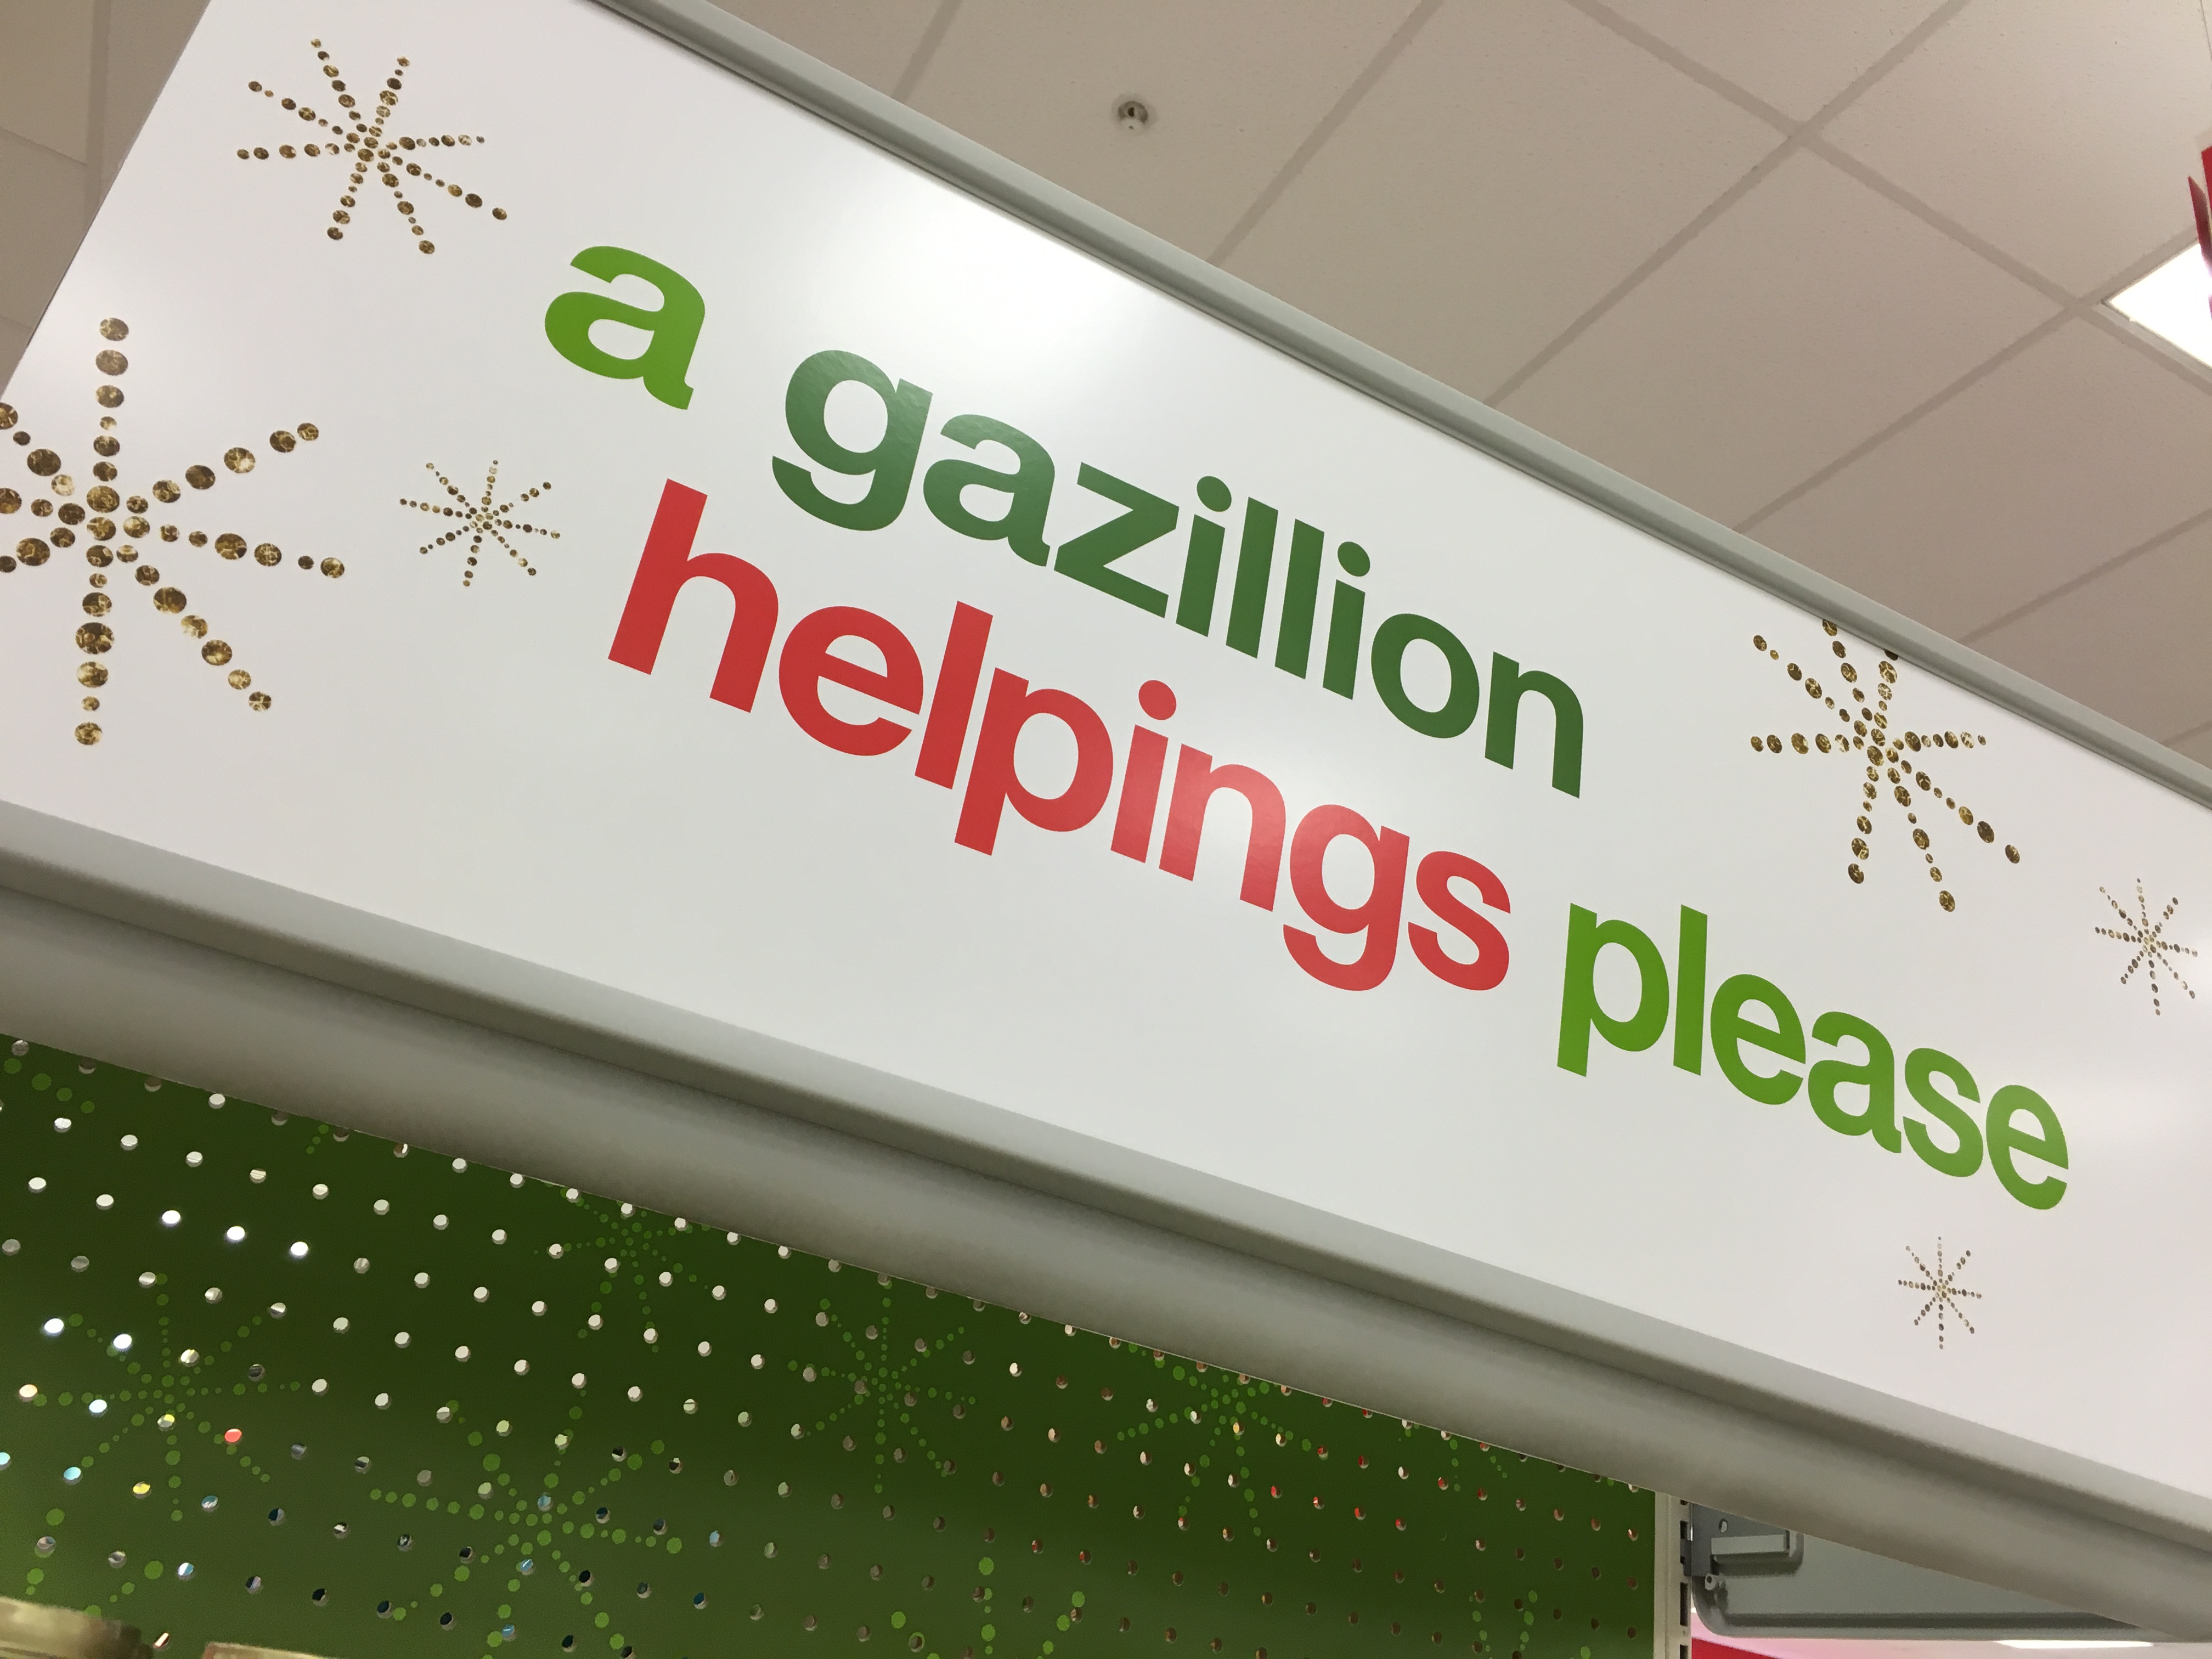 a gazillion
helpings please